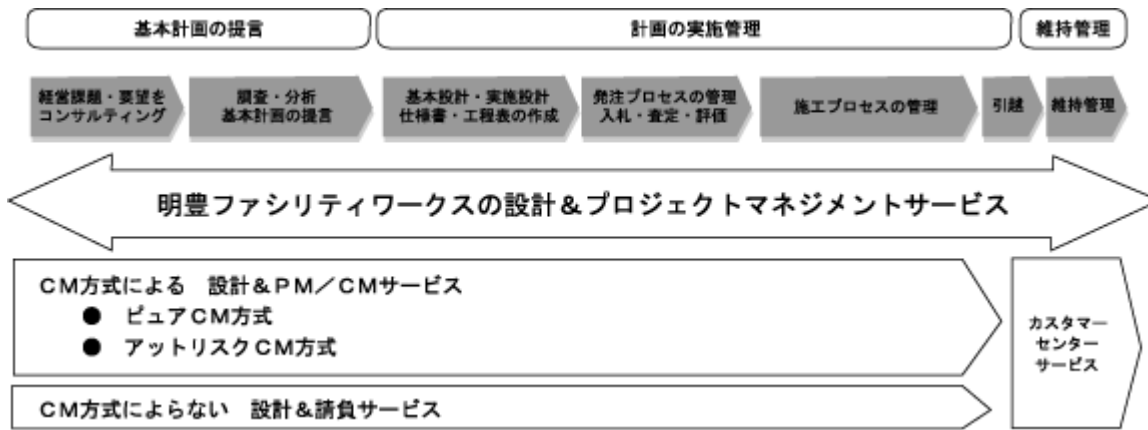 基本計画の提言
計画の実施管理
維持管理
経営課題・要望を
コンサルティング
調査・分析
基本計画の提言
基本設計・実施設計
仕様書・工程表の作成
発注プロセスの管理
入札・査定・評価
施工プロセスの管理
引越
維持管理
明豊ファシリティワークスの設計＆プロジェクトマネジメントサービス
ＣＭ方式による　設計＆ＰＭ／ＣＭサービス
●　ピュアＣＭ方式
●　アットリスクＣＭ方式
カスタマー
センター
サービス
ＣＭ方式によらない　設計＆請負サービス